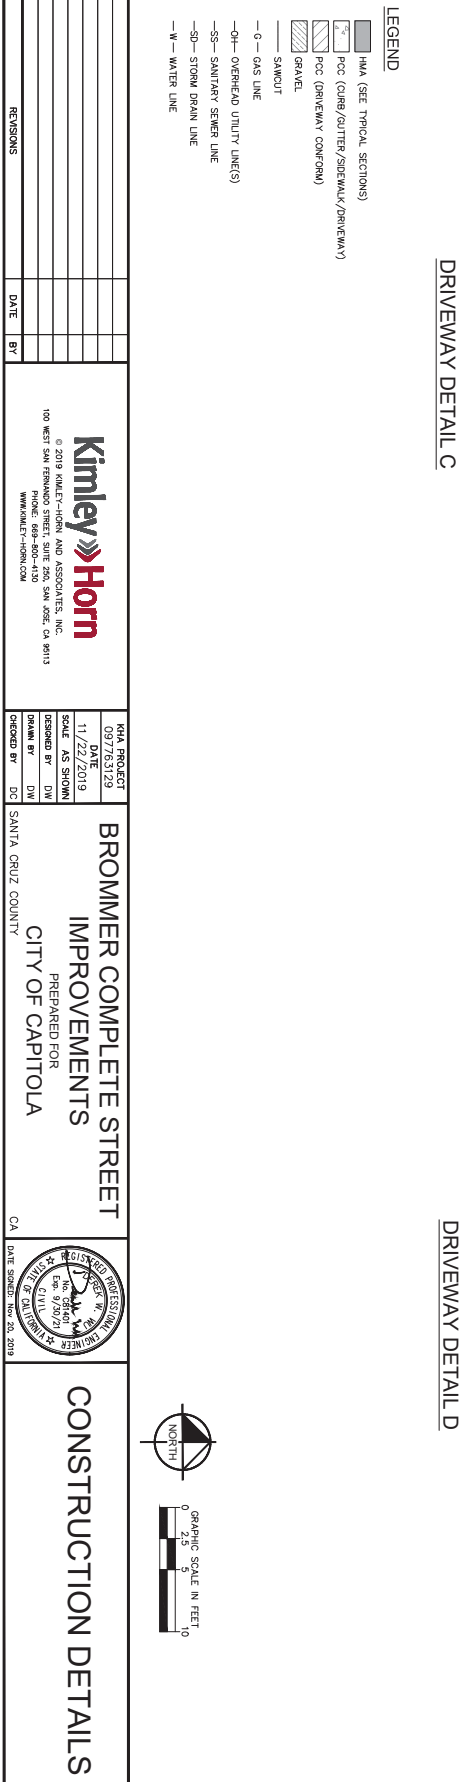 DRIVEWAY DETAIL C
DRIVEWAY DETAIL D
LEGEND
HMA (SEE TYPICAL SECTIONS)
PCC (CURB/GUTTER/SIDEWALK/DRIVEWAY)
PCC (DRIVEWAY CONFORM)
GRAVEL
SAWCUT
G GAS LINE
OH OVERHEAD UTILITY LINE(S)
SS SANITARY SEWER LINE
SD STORM DRAIN LINE
W WATER LINE
NORTH
GRAPHIC SCALE IN FEET
0 2.5 5 10
REVISIONS DATE BY
Kimley»Horn
© 2019 KIMLEY-HORN AND ASSOCIATES, INC.
100 WEST SAN FERNANDO STREET, SUITE 250, SAN JOSE, CA 95113
PHONE: 669-800-4130
WWW.KIMLEY-HORN.COM
KHA PROJECT
097763129
DATE
11/22/2019
SCALE AS SHOWN
DESIGNED BY DW
DRAWN BY DW
CHECKED BY DC
BROMMER COMPLETE STREET
IMPROVEMENTS
PREPARED FOR
CITY OF CAPITOLA
SANTA CRUZ COUNTY CA
REGISTERED PROFESSIONAL ENGINEER
DEREK W. WU
No. C81401
Exp. 9/30/21
CIVIL
STATE OF CALIFORNIA
DATE SIGNED: Nov 20, 2019
CONSTRUCTION DETAILS